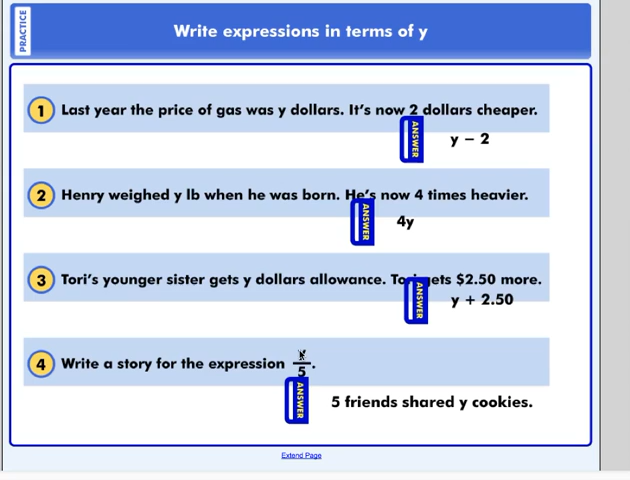 PRACTICE
Write expressions in terms of y
1 Last year the price of gas was y dollars. It's now 2 dollars cheaper.
ANSWER
y – 2
2 Henry weighed y lb when he was born. He's now 4 times heavier.
ANSWER
4y
3 Tori's younger sister gets y dollars allowance. gets $2.50 more.
ANSWER
y + 2.50
4 Write a story for the expression y/5.
ANSWER
5 friends shared y cookies.
Extend Page